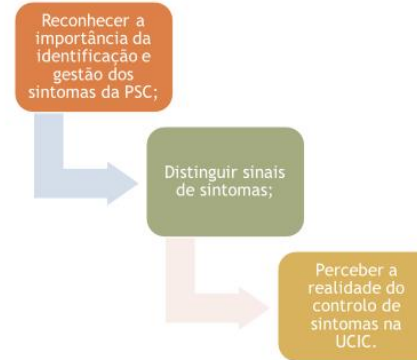 Reconhecer a
importância da
identificação e
gestão dos
sintomas da PSC;
Distinguir sinais
de sintomas;
Perceber a
realidade do
controlo de
sintomas na
UCIC.